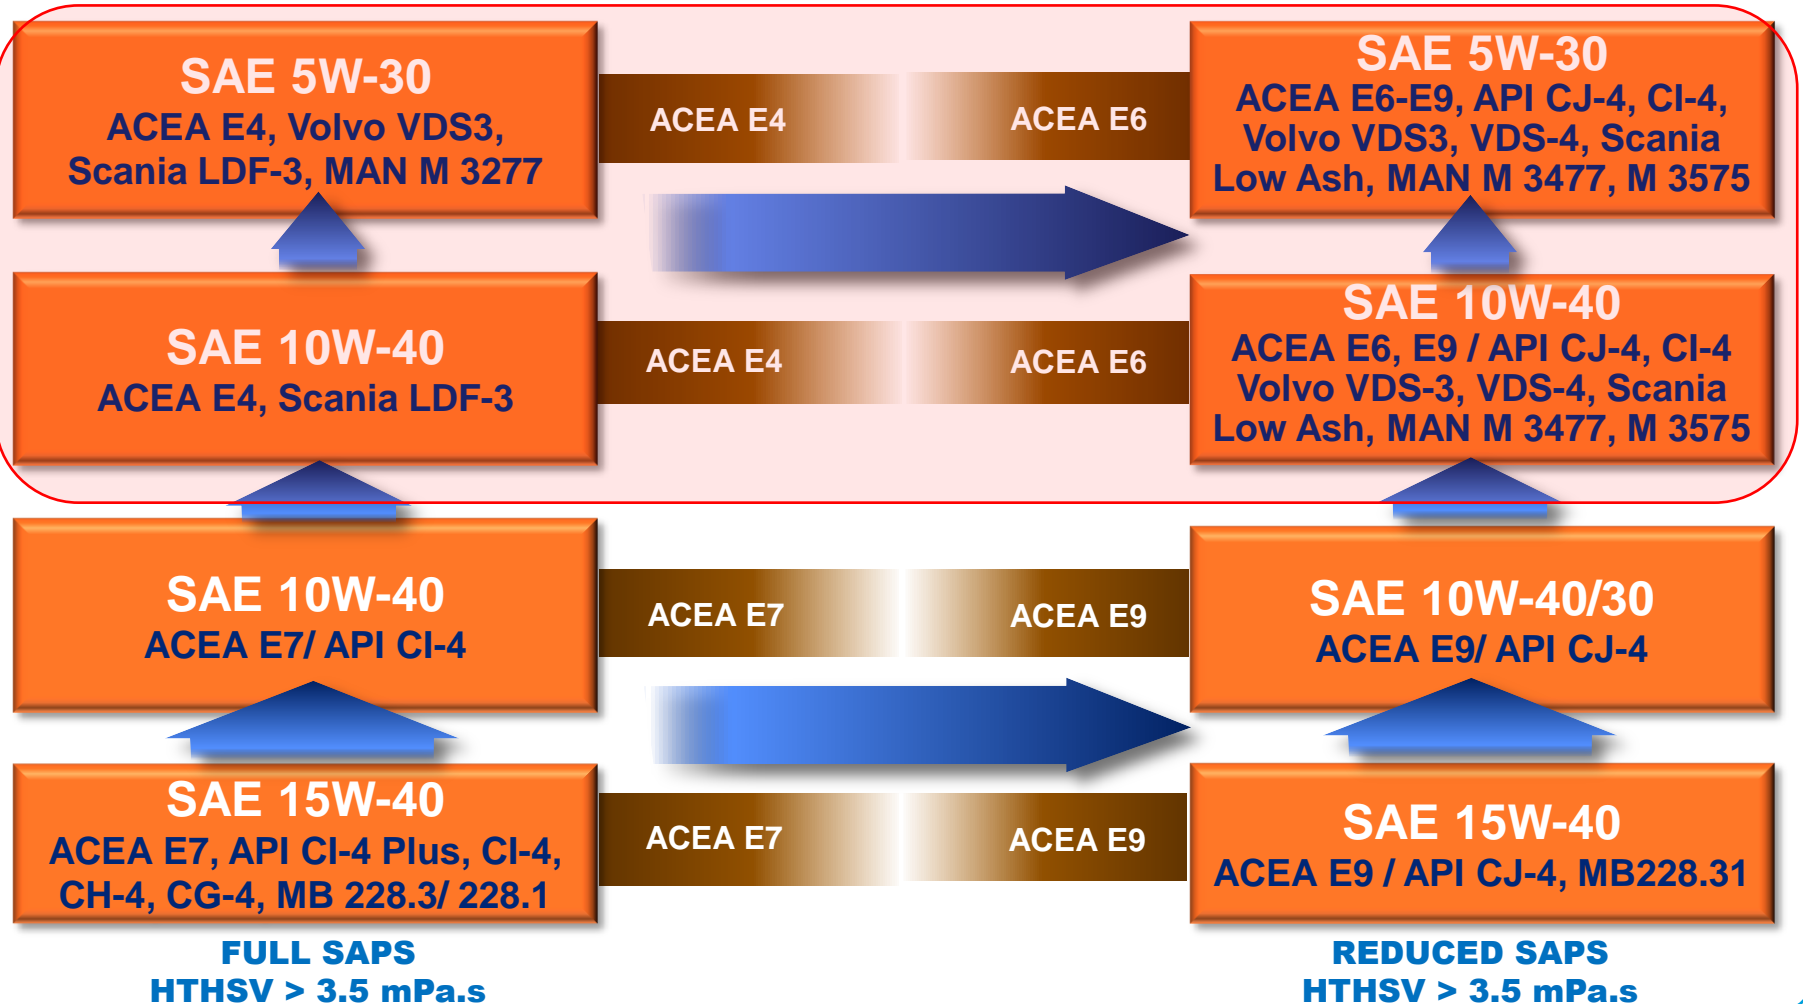 SAE 5W-30
ACEA E4, Volvo VDS3,
Scania LDF-3, MAN M 3277
ACEA E4
ACEA E6
SAE 5W-30
ACEA E6-E9, API CJ-4, CI-4,
Volvo VDS3, VDS-4, Scania
Low Ash, MAN M 3477, M 3575
SAE 10W-40
ACEA E4, Scania LDF-3
ACEA E4
ACEA E6
SAE 10W-40
ACEA E6, E9 / API CJ-4, CI-4
Volvo VDS-3, VDS-4, Scania
Low Ash, MAN M 3477, M 3575
SAE 10W-40
ACEA E7/ API CI-4
ACEA E7
ACEA E9
SAE 10W-40/30
ACEA E9/ API CJ-4
SAE 15W-40
ACEA E7, API CI-4 Plus, CI-4,
CH-4, CG-4, MB 228.3/ 228.1
ACEA E7
ACEA E9
SAE 15W-40
ACEA E9 / API CJ-4, MB228.31
FULL SAPS
HTHSV > 3.5 mPa.s
REDUCED SAPS
HTHSV > 3.5 mPa.s